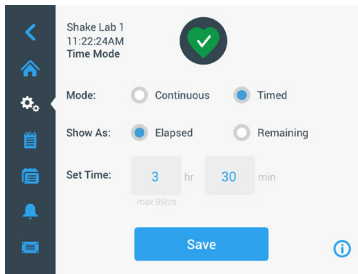 Shake Lab 1
11:22:24AM
Time Mode
Mode: Continuous Timed
Show As: Elapsed Remaining
Set Time: 3 hr 30 min
max 99hrs
Save